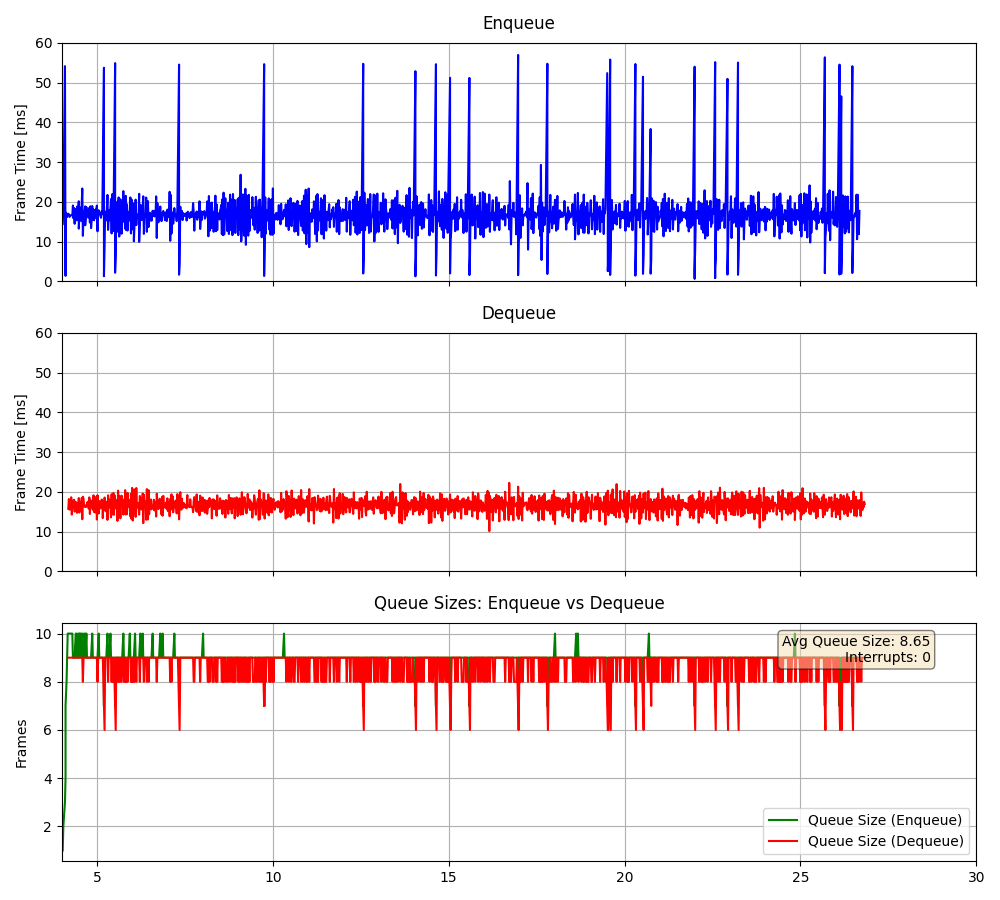 Enqueue
60
50
40
30
20
10
0
Frame Time [ms]
Dequeue
60
50
40
30
20
10
0
Frame Time [ms]
Queue Sizes: Enqueue vs Dequeue
10
8
6
4
2
Frames
Avg Queue Size: 8.65
Interrupts: 0
Queue Size (Enqueue)
Queue Size (Dequeue)
5 10 15 20 25 30